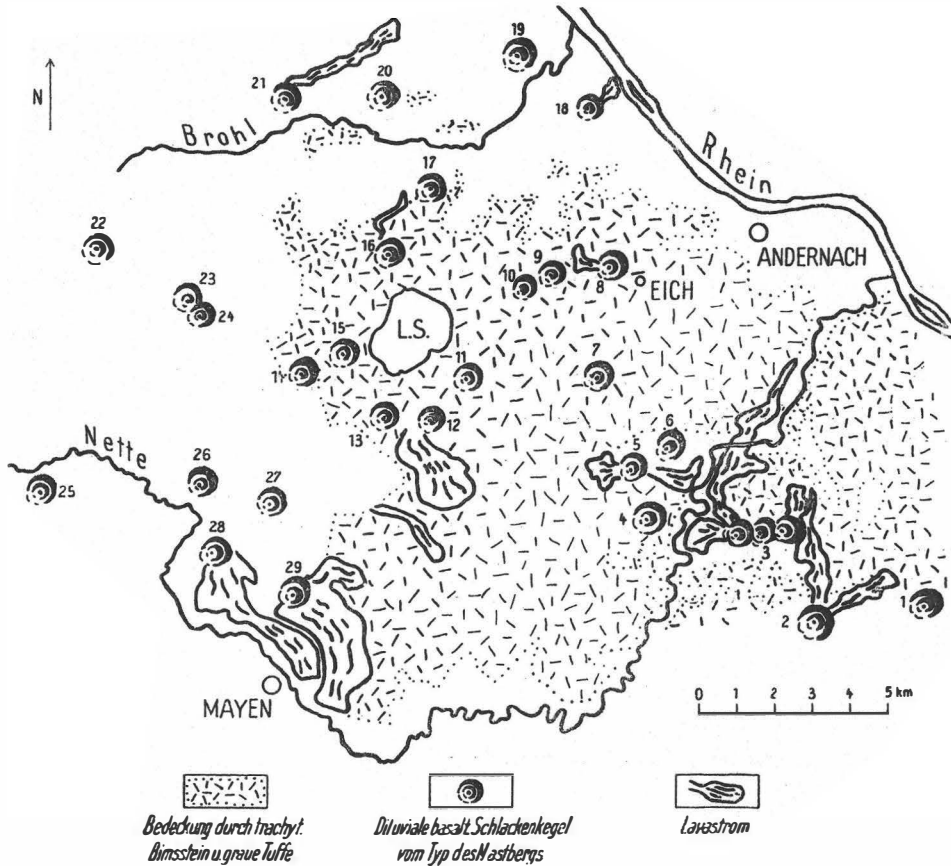 19
21
20
18
N
Brohl
Rhein
17
22
16
ANDERNACH
9
10
8
EICH
23
24
L.S.
15
14
11
7
13
12
6
5
Nette
26
25
27
4
28
3
29
1
2
MAYEN
0 1 2 3 4 5 km
Bedeckung durch trachyt.
Bimsstein u. graue Tuffe
Diluviale basalt. Schlackenkegel
vom Typ des Nastbergs
Lavastrom